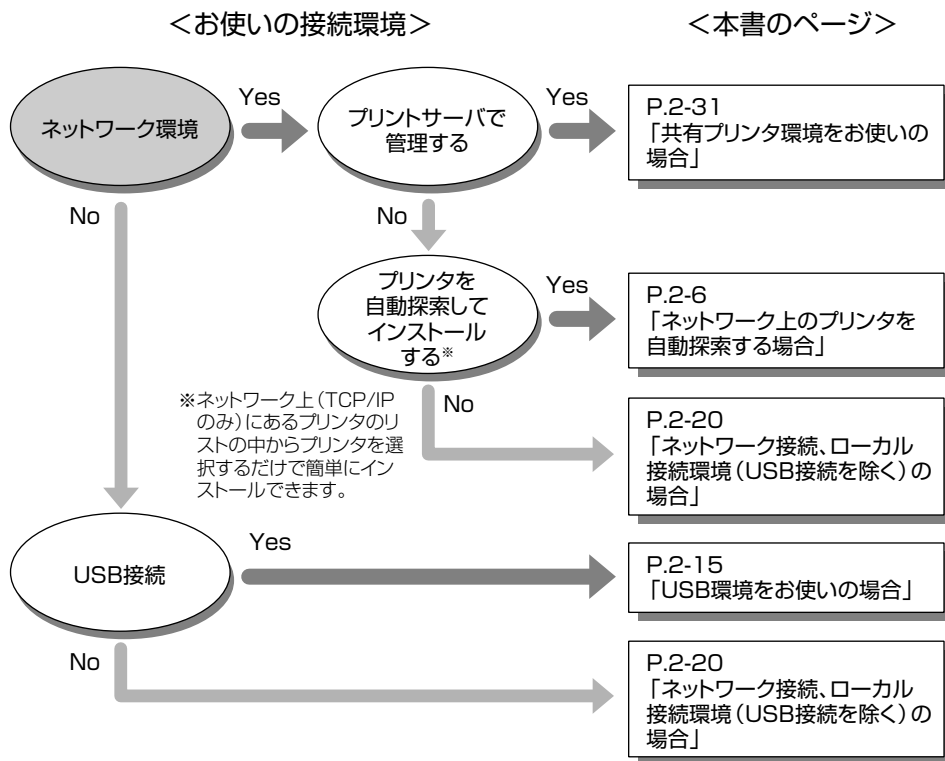 ＜お使いの接続環境＞
＜本書のページ＞
ネットワーク環境
Yes
プリントサーバで
管理する
Yes
P.2-31
「共有プリンタ環境をお使いの
場合」
No
No
プリンタを
自動探索して
インストール
する※
Yes
P.2-6
「ネットワーク上のプリンタを
自動探索する場合」
※ネットワーク上（TCP/IP
のみ）にあるプリンタのリ
ストの中からプリンタを選
択するだけで簡単にイン
ストールできます。
No
P.2-20
「ネットワーク接続、ローカル
接続環境（USB接続を除く）の
場合」
USB接続
Yes
P.2-15
「USB環境をお使いの場合」
No
P.2-20
「ネットワーク接続、ローカル
接続環境（USB接続を除く）の
場合」